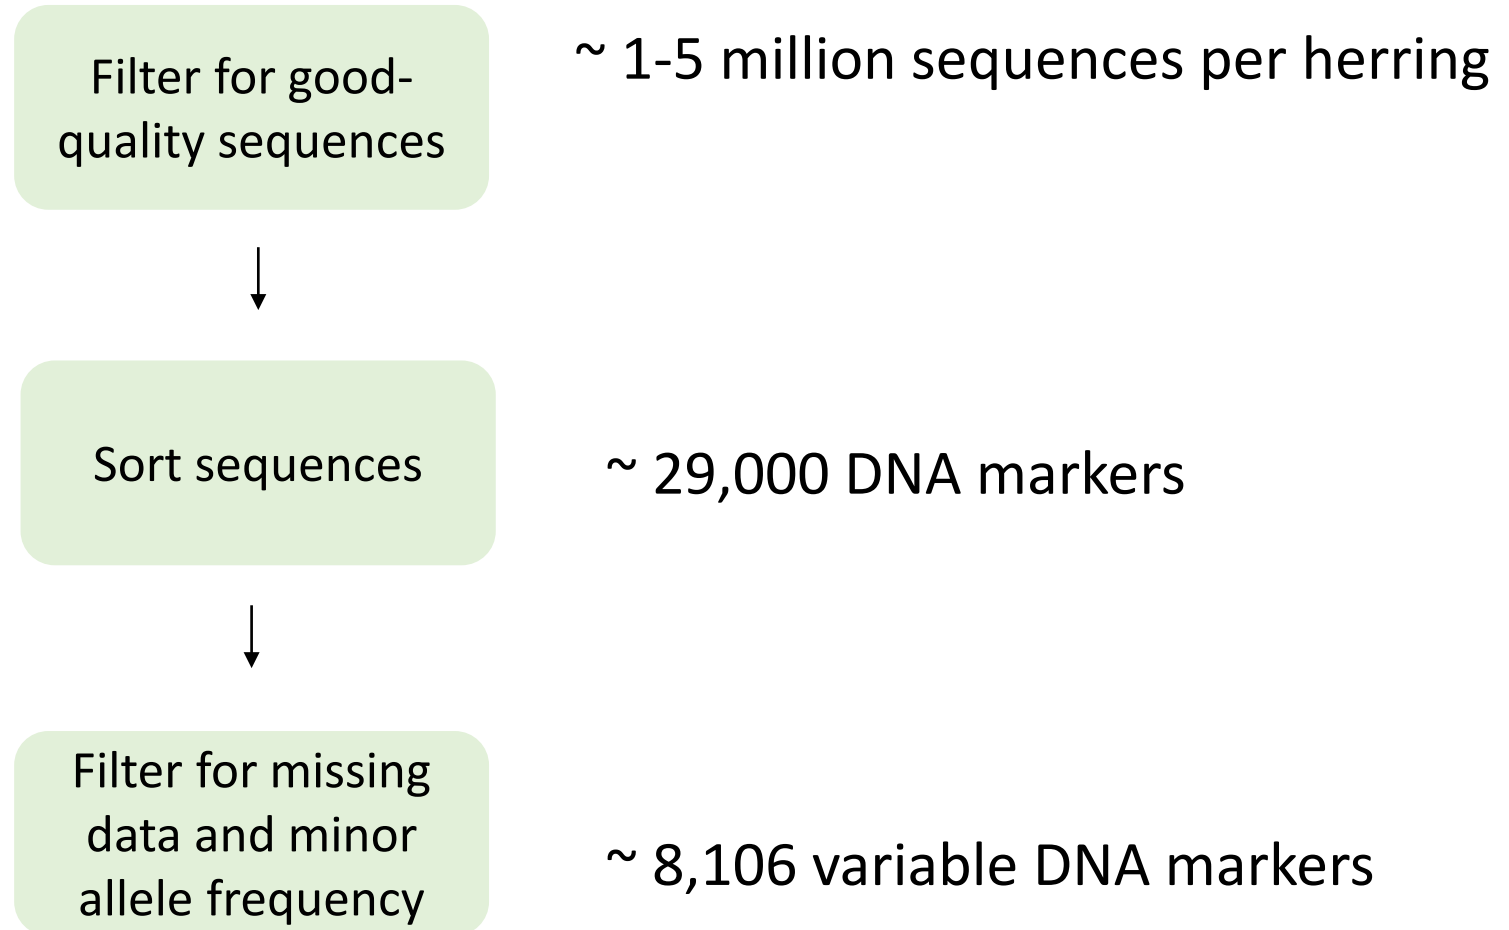 Filter for good-
quality sequences
~ 1-5 million sequences per herring
Sort sequences
~ 29,000 DNA markers
Filter for missing
data and minor
allele frequency
~ 8,106 variable DNA markers